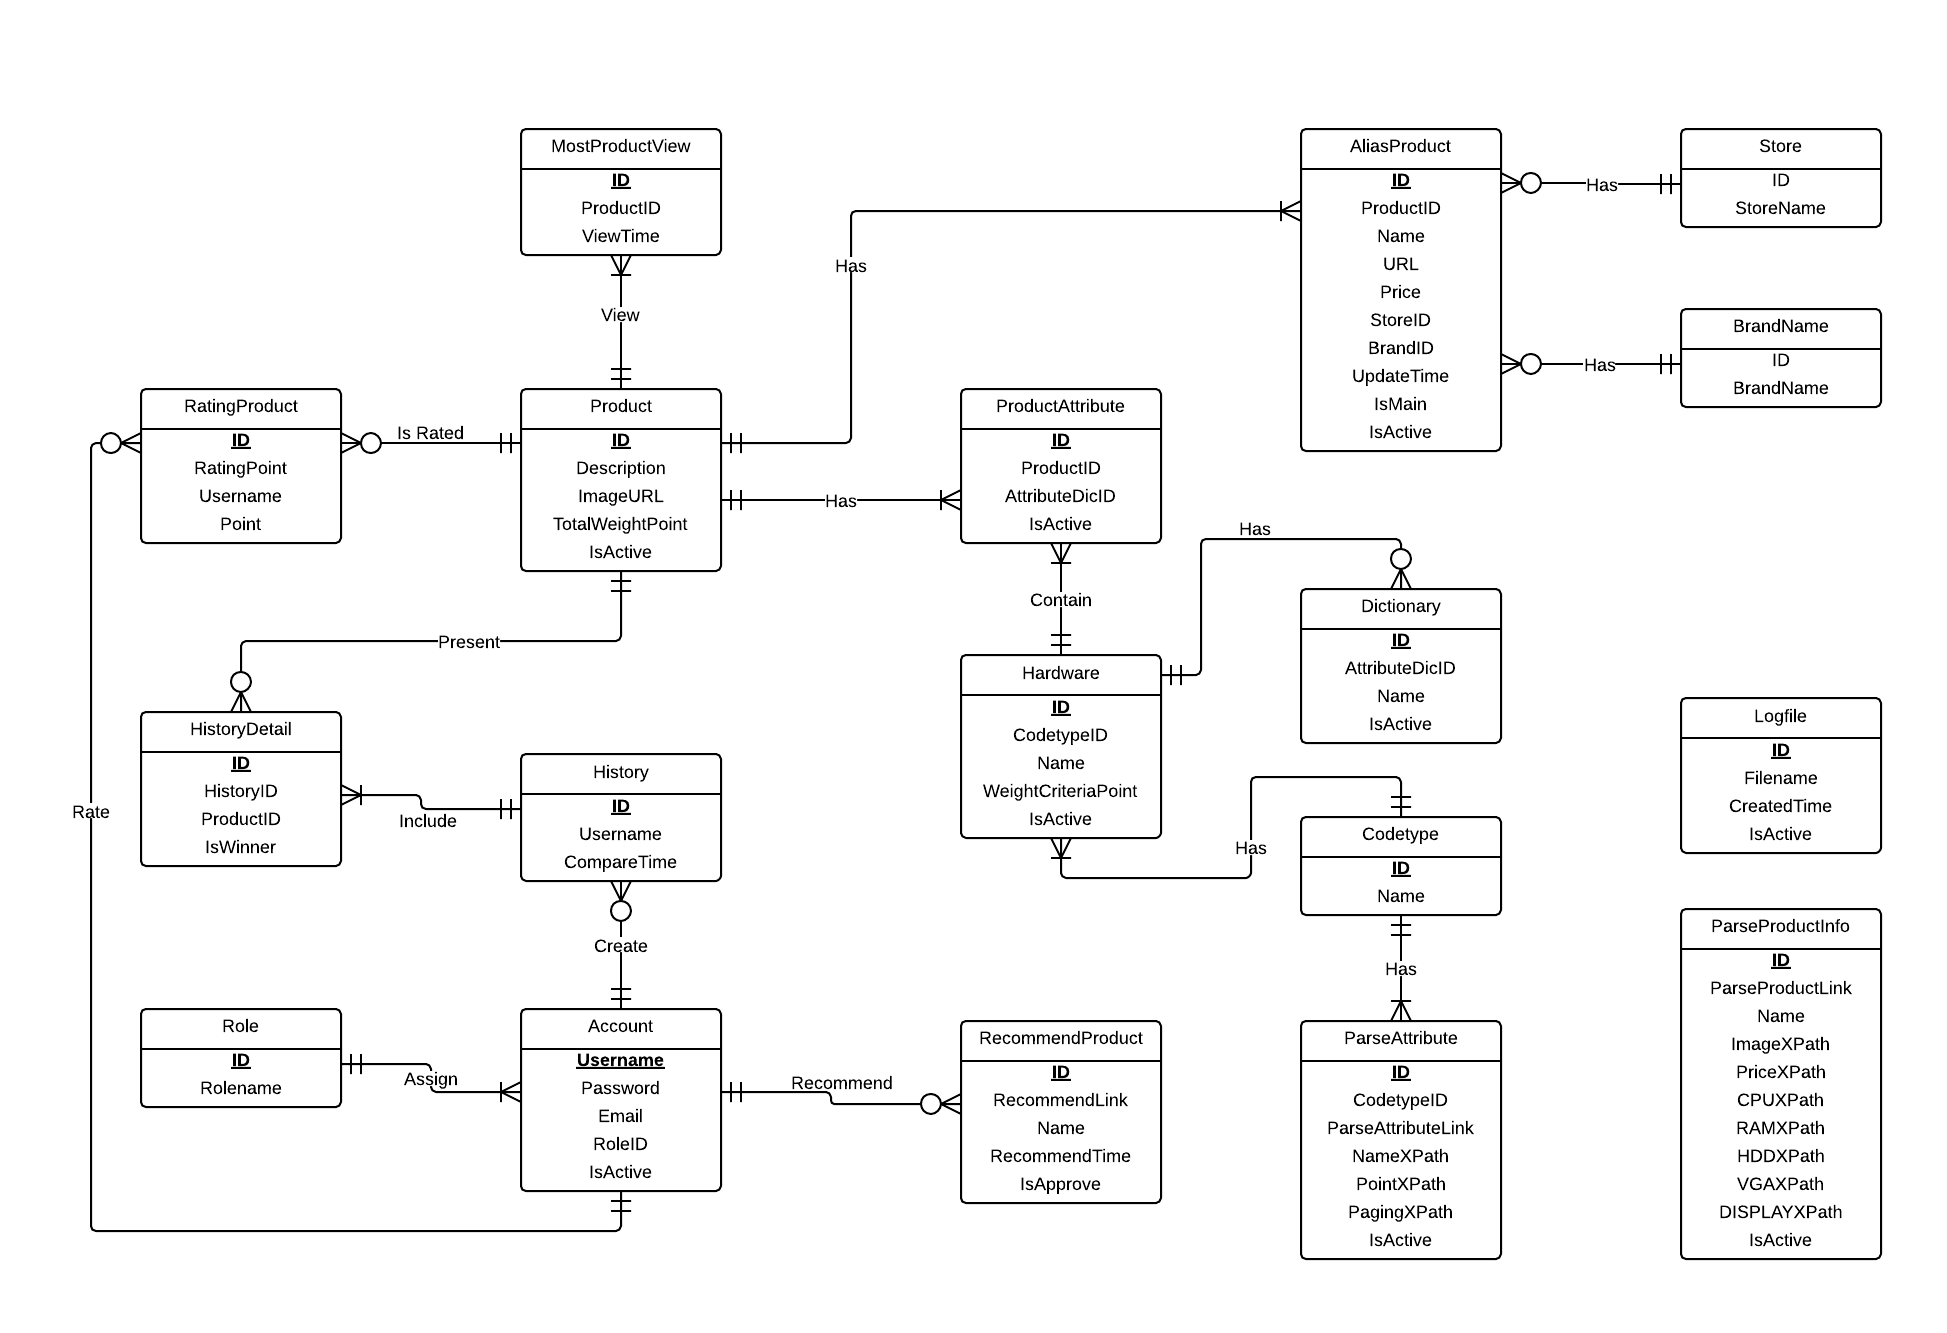 MostProductView
ID
ProductID
ViewTime
View
AliasProduct
ID
ProductID
Name
URL
Price
StoreID
BrandID
UpdateTime
IsMain
IsActive
Has
Store
ID
StoreName
Has
BrandName
ID
BrandName
Has
RatingProduct
ID
RatingPoint
Username
Point
Is Rated
Product
ID
Description
ImageURL
TotalWeightPoint
IsActive
Has
ProductAttribute
ID
ProductID
AttributeDicID
IsActive
Has
Contain
Dictionary
ID
AttributeDicID
Name
IsActive
Present
Hardware
ID
CodetypeID
Name
WeightCriteriaPoint
IsActive
Logfile
ID
Filename
CreatedTime
IsActive
HistoryDetail
ID
HistoryID
ProductID
IsWinner
Rate
Include
History
ID
Username
CompareTime
Has
Codetype
ID
Name
Create
Has
ParseProductInfo
ID
ParseProductLink
Name
ImageXPath
PriceXPath
CPUXPath
RAMXPath
HDDXPath
VGAXPath
DISPLAYXPath
IsActive
Role
ID
Rolename
Assign
Account
Username
Password
Email
RoleID
IsActive
Recommend
RecommendProduct
ID
RecommendLink
Name
RecommendTime
IsApprove
ParseAttribute
ID
CodetypeID
ParseAttributeLink
NameXPath
PointXPath
PagingXPath
IsActive